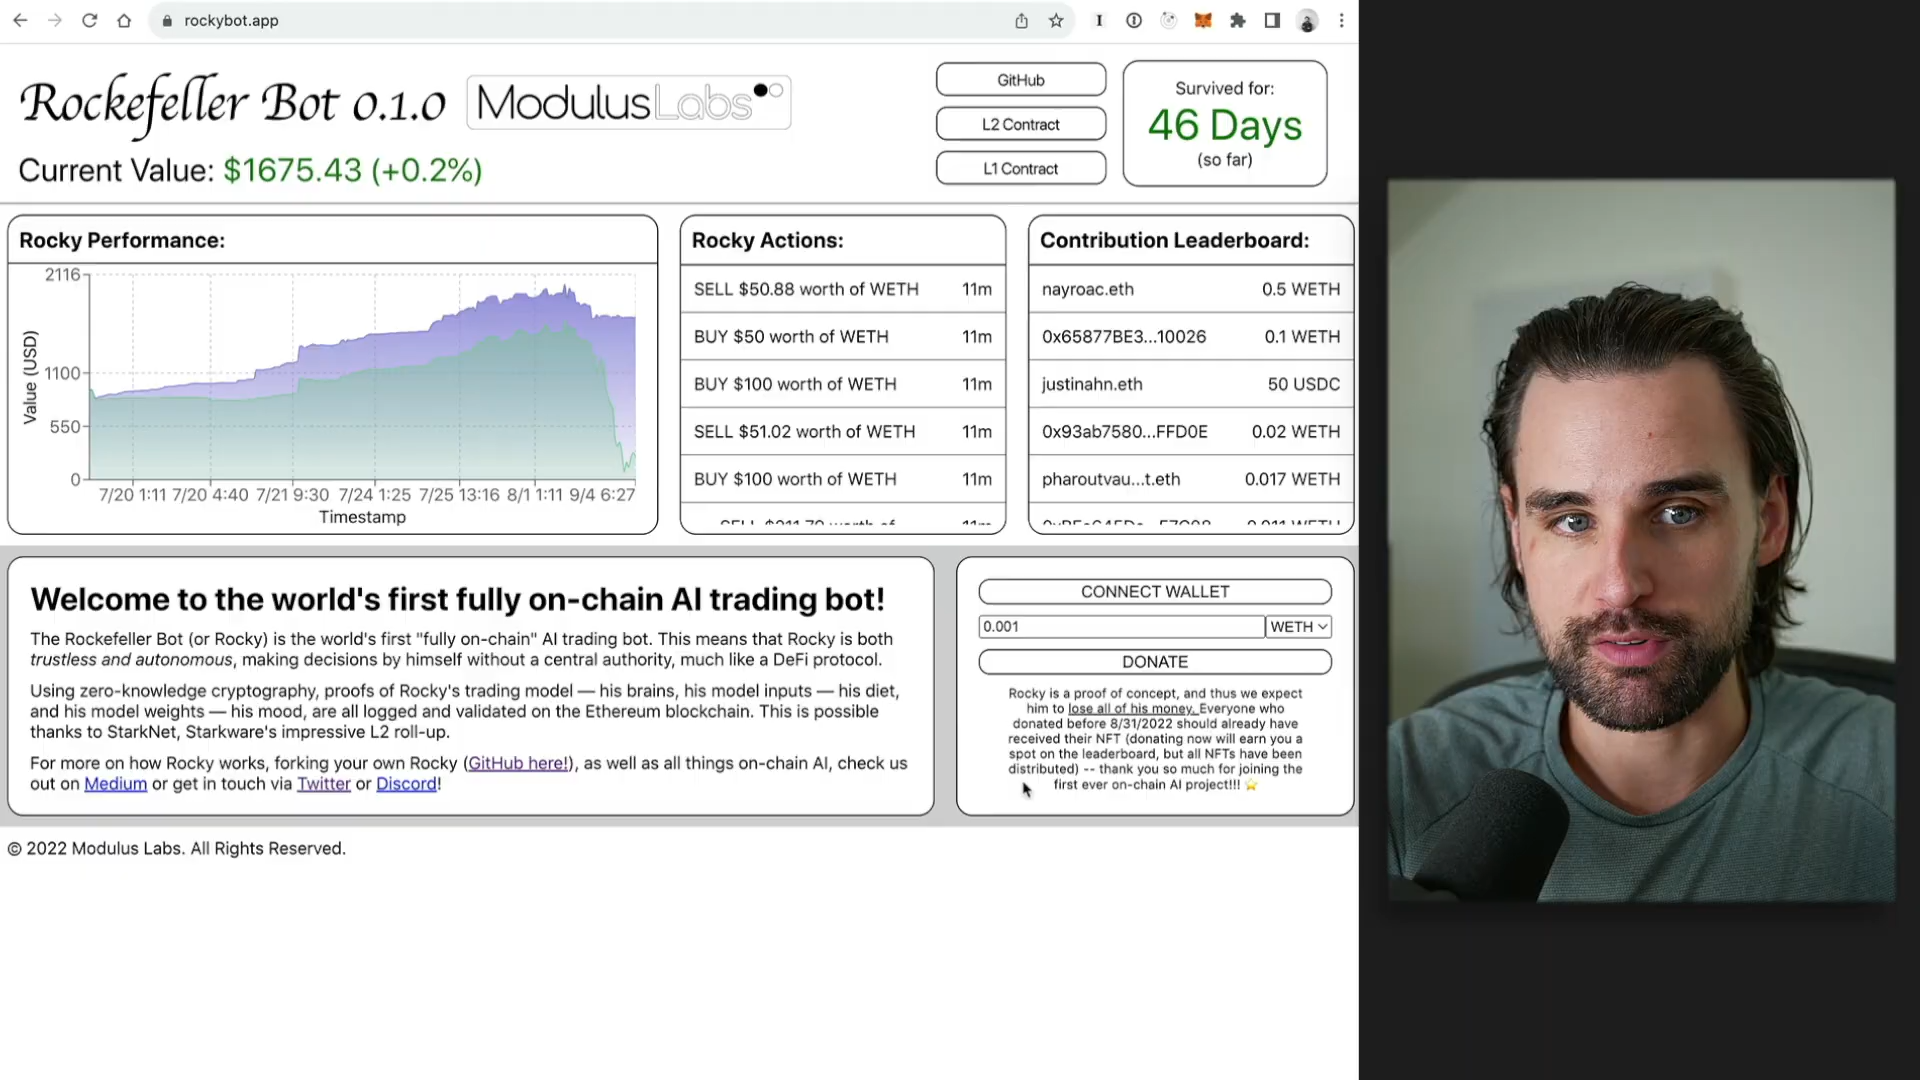 rockybot.app
Rockefeller Bot 0.1.0
ModulusLabs
Current Value: $1675.43 (+0.2%)
GitHub
L2 Contract
L1 Contract
Survived for:
46 Days
(so far)
Rocky Performance:
2116
1100
550
0
Value (USD)
7/20 1:11 7/20 4:40 7/21 9:30 7/24 1:25 7/25 13:16 8/1 1:11 9/4 6:27
Timestamp
Rocky Actions:
SELL $50.88 worth of WETH 11m
BUY $50 worth of WETH 11m
BUY $100 worth of WETH 11m
SELL $51.02 worth of WETH 11m
BUY $100 worth of WETH 11m
Contribution Leaderboard:
nayroac.eth 0.5 WETH
0x65877BE3...10026 0.1 WETH
justinahn.eth 50 USDC
0x93ab7580...FFD0E 0.02 WETH
pharoutvau...t.eth 0.017 WETH
Welcome to the world's first fully on-chain AI trading bot!
The Rockefeller Bot (or Rocky) is the world's first "fully on-chain" AI trading bot. This means that Rocky is both
trustless and autonomous, making decisions by himself without a central authority, much like a DeFi protocol.
Using zero-knowledge cryptography, proofs of Rocky's trading model — his brains, his model inputs — his diet,
and his model weights — his mood, are all logged and validated on the Ethereum blockchain. This is possible
thanks to StarkNet, Starkware's impressive L2 roll-up.
For more on how Rocky works, forking your own Rocky (GitHub here!), as well as all things on-chain AI, check us
out on Medium or get in touch via Twitter or Discord!
CONNECT WALLET
0.001 WETH
DONATE
Rocky is a proof of concept, and thus we expect
him to lose all of his money. Everyone who
donated before 8/31/2022 should already have
received their NFT (donating now will earn you a
spot on the leaderboard, but all NFTs have been
distributed) -- thank you so much for joining the
first ever on-chain AI project!!! ⭐
© 2022 Modulus Labs. All Rights Reserved.